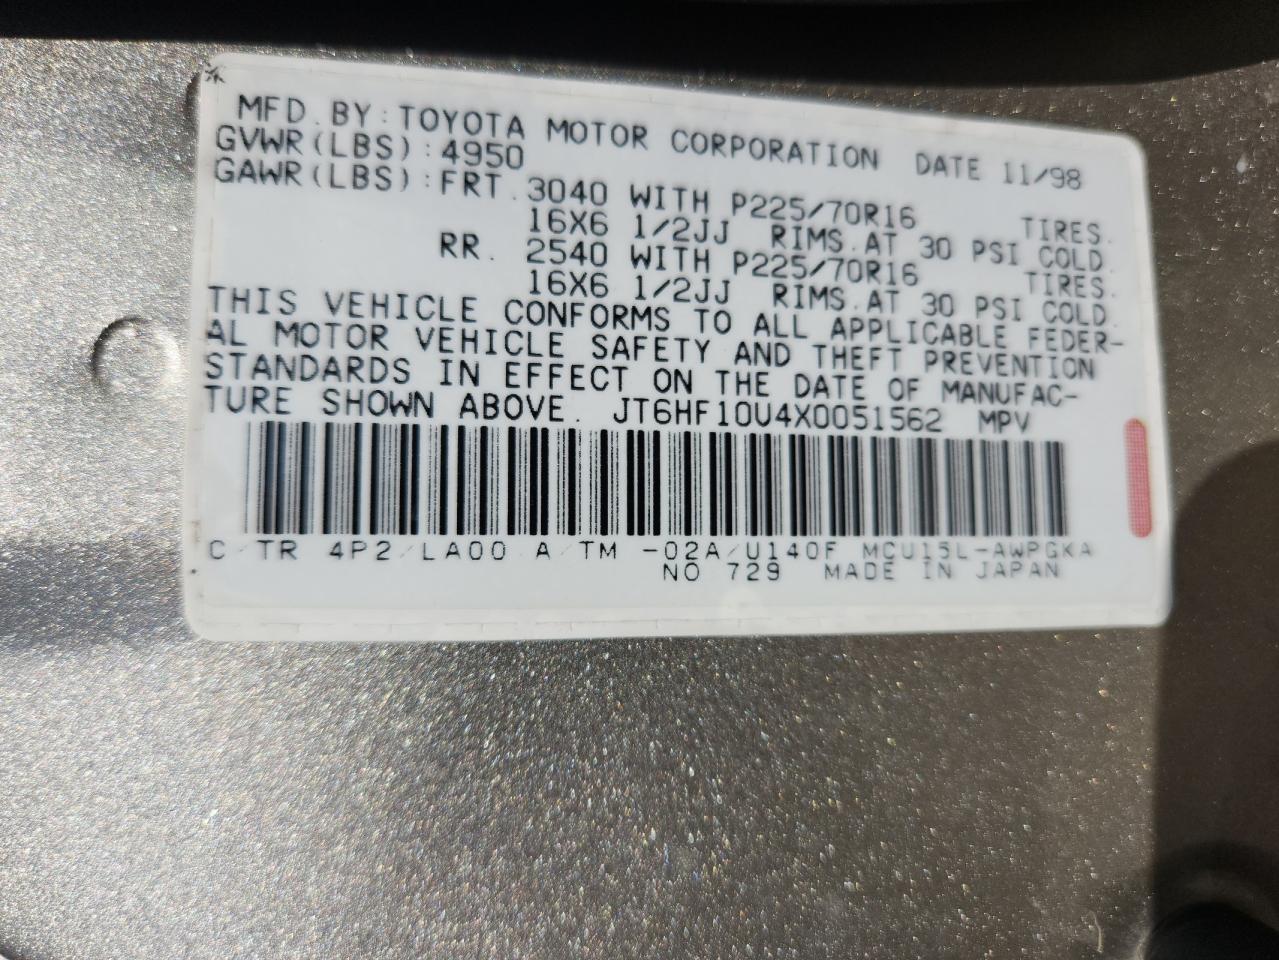 MFD. BY: TOYOTA MOTOR CORPORATION DATE 11/98
GVWR(LBS): 4950
GAWR(LBS): FRT. 3040 WITH P225/70R16 TIRES.
16X6 1/2JJ RIMS. AT 30 PSI COLD.
RR. 2540 WITH P225/70R16 TIRES.
16X6 1/2JJ RIMS. AT 30 PSI COLD.
THIS VEHICLE CONFORMS TO ALL APPLICABLE FEDER-
AL MOTOR VEHICLE SAFETY AND THEFT PREVENTION
STANDARDS IN EFFECT ON THE DATE OF MANUFAC-
TURE SHOWN ABOVE. JT6HF10U4X0051562 MPV
C/TR 4P2/LA00 A/TM -02A/U140F MCU15L-AWPGKA
NO 729 MADE IN JAPAN